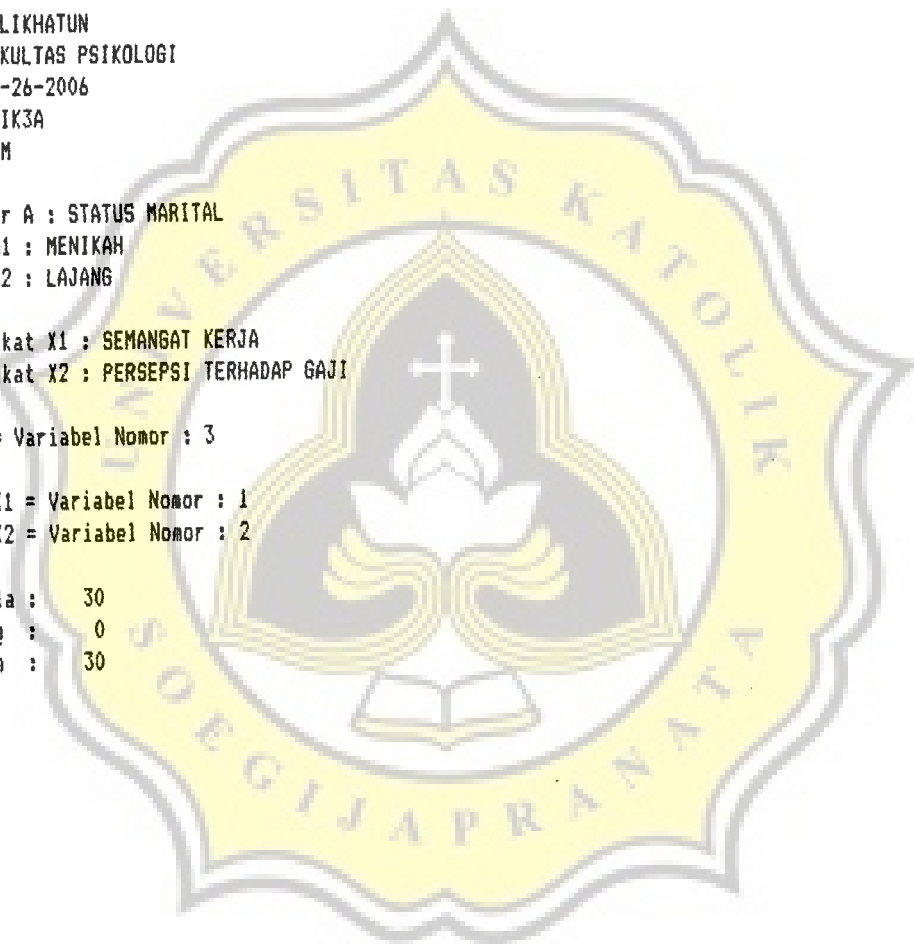 LIKHATUN
KULTAS PSIKOLOGI
-26-2006
IK3A
M
r A : STATUS MARITAL
1 : MENIKAH
2 : LAJANG
kat X1 : SEMANGAT KERJA
kat X2 : PERSEPSI TERHADAP GAJI
= Variabel Nomor : 3
X1 = Variabel Nomor : 1
X2 = Variabel Nomor : 2
la : 30
g : 0
a : 30
UNIVERSITAS KATOLIK
SOEGIJAPRANATA